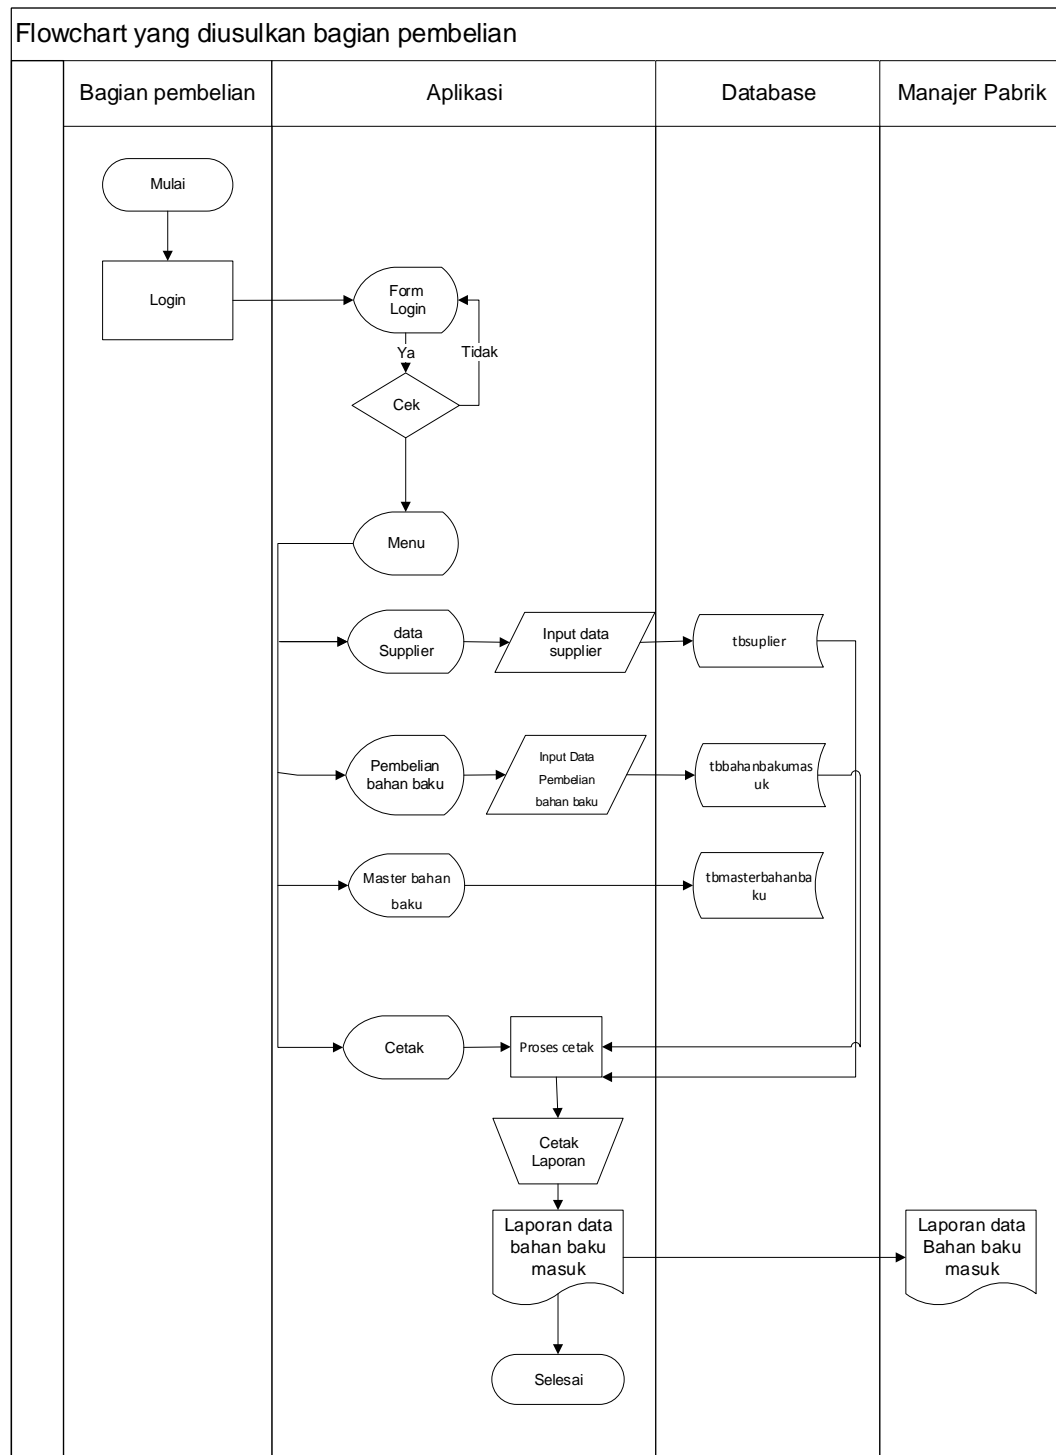 Flowchart yang diusulkan bagian pembelian
Bagian pembelian
Aplikasi
Database
Manajer Pabrik
Mulai
Login
Form
Login
Ya
Tidak
Cek
Menu
data
Supplier
Input data
supplier
tbsuplier
Pembelian
bahan baku
Input Data
Pembelian
bahan baku
tbbahanbakumas
uk
Master bahan
baku
tbmasterbahanba
ku
Cetak
Proses cetak
Cetak
Laporan
Laporan data
bahan baku
masuk
Laporan data
Bahan baku
masuk
Selesai